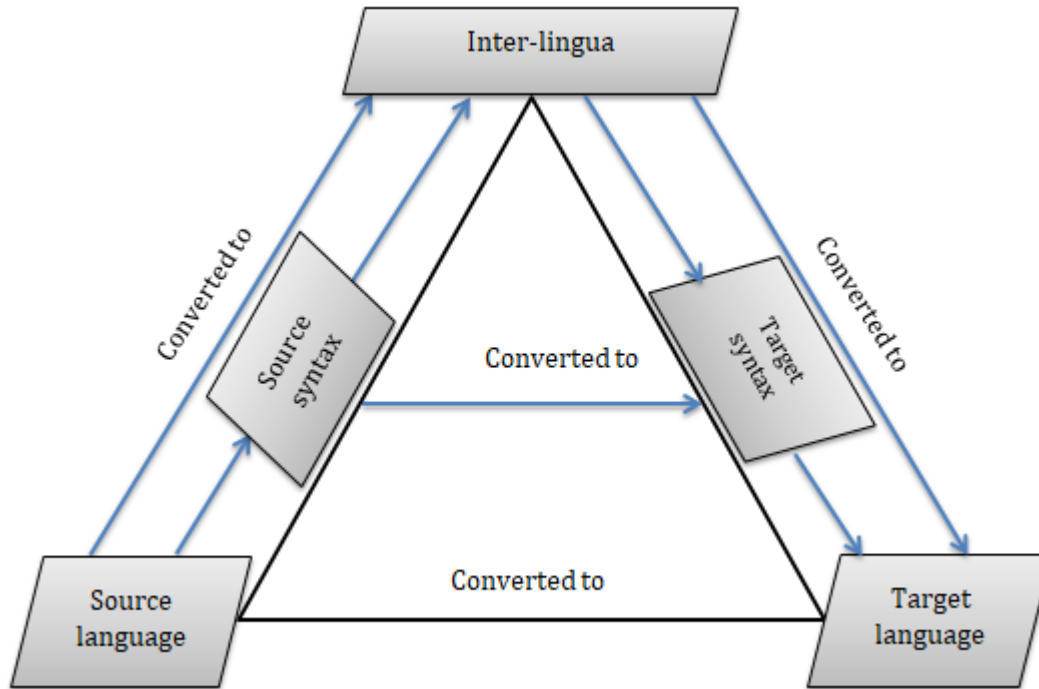 Inter-lingua
Converted to
Converted to
Source
syntax
Converted to
Target
syntax
Converted to
Source
language
Target
language